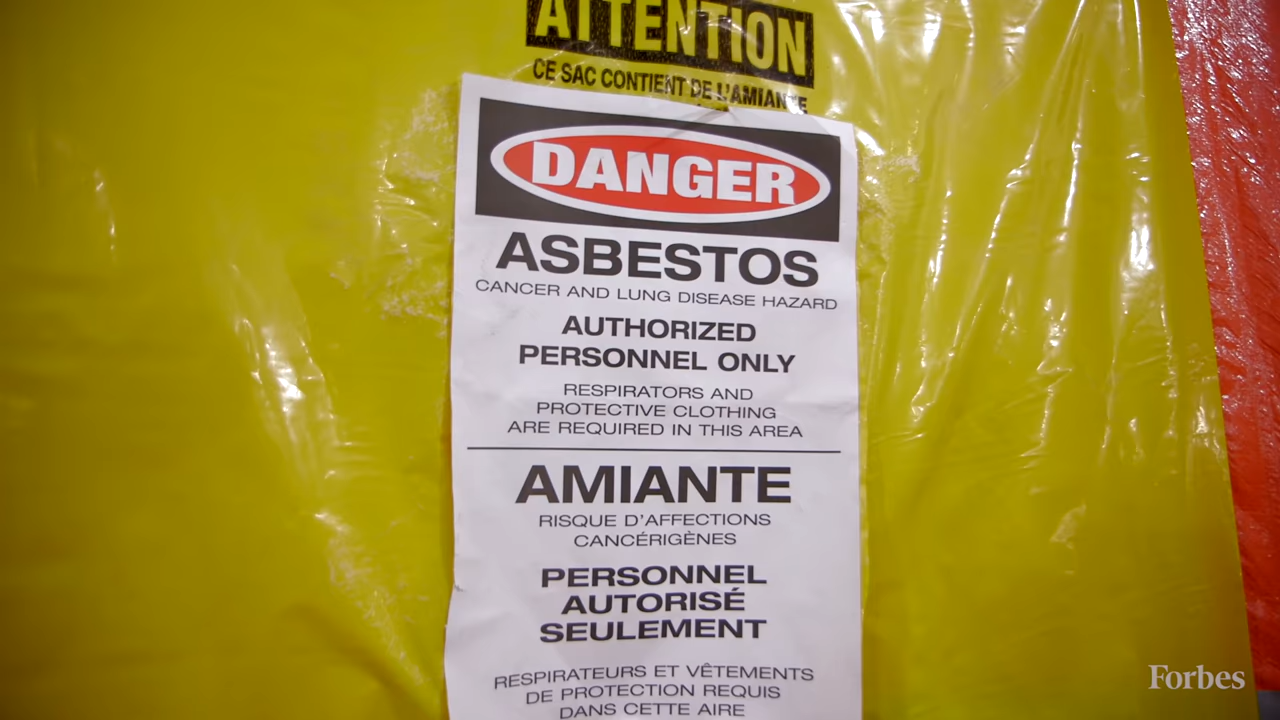 ATTENTION
CE SAC CONTIENT DE L'AMIANTE
DANGER
ASBESTOS
CANCER AND LUNG DISEASE HAZARD
AUTHORIZED
PERSONNEL ONLY
RESPIRATORS AND
PROTECTIVE CLOTHING
ARE REQUIRED IN THIS AREA
AMIANTE
RISQUE D'AFFECTIONS
CANCÉRIGÈNES
PERSONNEL
AUTORISÉ
SEULEMENT
RESPIRATEURS ET VÊTEMENTS
DE PROTECTION REQUIS
DANS CETTE AIRE
Forbes